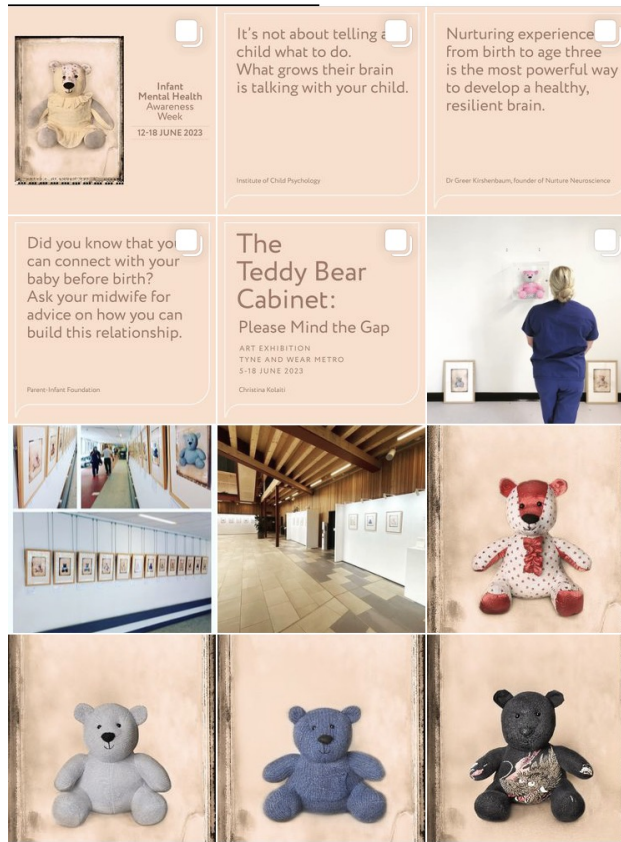 Infant
Mental Health
Awareness
Week
12-18 JUNE 2023
It's not about telling a
child what to do.
What grows their brain
is talking with your child.
Institute of Child Psychology
Nurturing experience
from birth to age three
is the most powerful way
to develop a healthy,
resilient brain.
Dr Greer Kirshenbaum, founder of Nurture Neuroscience
Did you know that you
can connect with your
baby before birth?
Ask your midwife for
advice on how you can
build this relationship.
Parent-Infant Foundation
The
Teddy Bear
Cabinet:
Please Mind the Gap
ART EXHIBITION
TYNE AND WEAR METRO
5-18 JUNE 2023